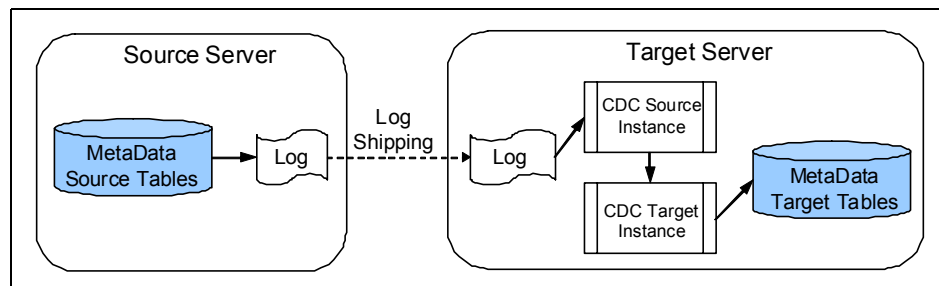 Source Server
MetaData
Source Tables
Log
Log
Shipping
Target Server
Log
CDC Source
Instance
CDC Target
Instance
MetaData
Target Tables